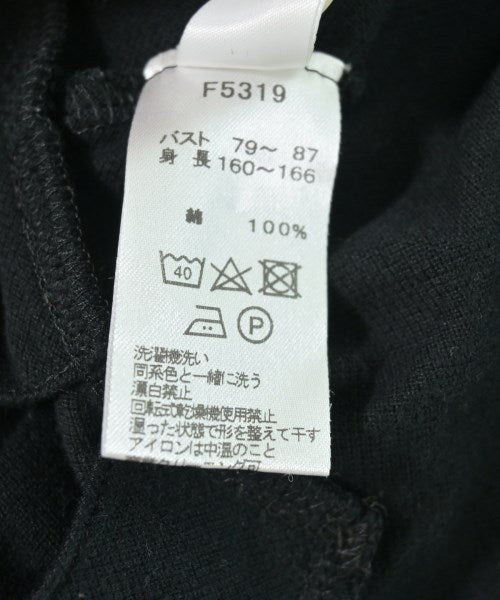 F5319
バスト 79～ 87
身 長 160～166
綿 100%
40
P
洗濯機洗い
同系色と一緒に洗う
漂白禁止
回転式乾燥機使用禁止
湿った状態で形を整えて干す
アイロンは中温のこと